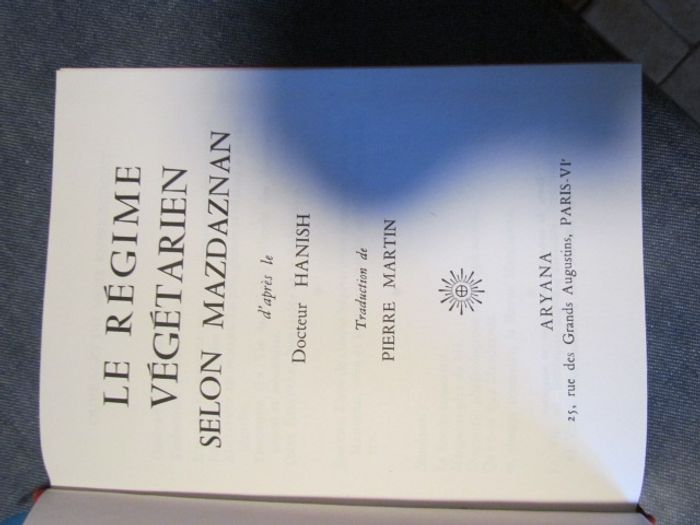 LE RÉGIME
VÉGÉTARIEN
SELON MAZDAZNAN
d'après le
Docteur HANISH
Traduction de
PIERRE MARTIN
ARYANA
25, rue des Grands Augustins, PARIS-VIe